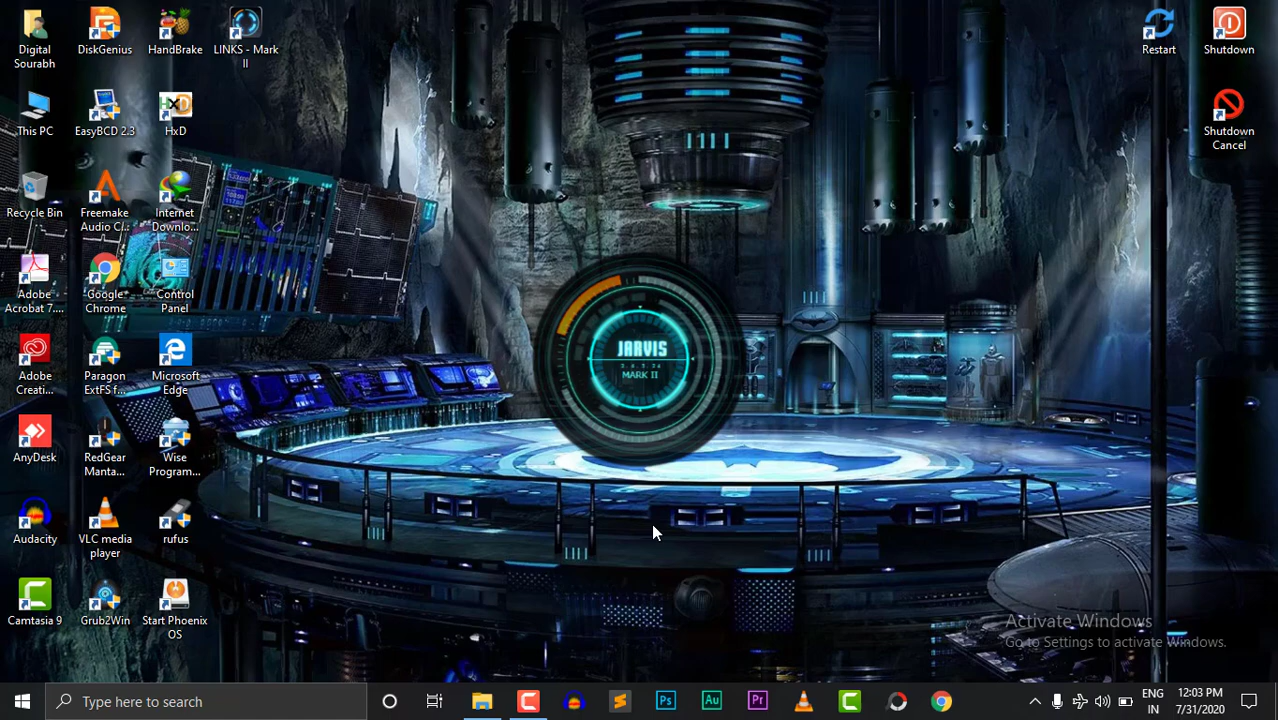 Digital
Sourabh
DiskGenius
HandBrake
LINKS - Mark
II
Restart
Shutdown
This PC
EasyBCD 2.3
HxD
Shutdown
Cancel
Recycle Bin
Freemake
Audio C...
Internet
Downlo...
Adobe
Acrobat 7....
Google
Chrome
Control
Panel
JARVIS
MARK II
Adobe
Creati...
Paragon
ExtFS f...
Microsoft
Edge
AnyDesk
RedGear
Manta...
Wise
Program...
Audacity
VLC media
player
rufus
Camtasia 9
Grub2Win
Start Phoenix
OS
Activate Windows
Go to Settings to activate Windows.
Type here to search
Ps
Au
Pr
ENG
IN
12:03 PM
7/31/2020